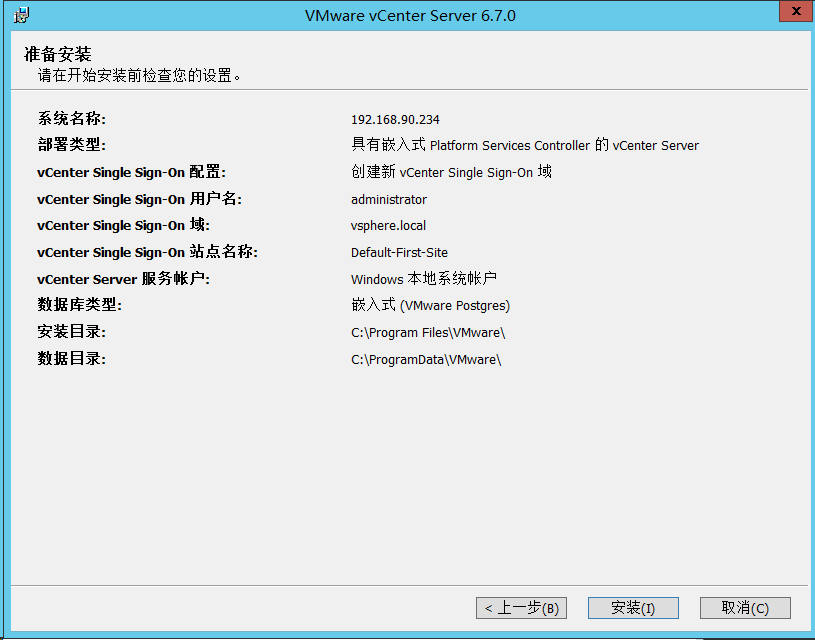 VMware vCenter Server 6.7.0
准备安装
请在开始安装前检查您的设置。
系统名称: 192.168.90.234
部署类型: 具有嵌入式 Platform Services Controller 的 vCenter Server
vCenter Single Sign-On 配置: 创建新 vCenter Single Sign-On 域
vCenter Single Sign-On 用户名: administrator
vCenter Single Sign-On 域: vsphere.local
vCenter Single Sign-On 站点名称: Default-First-Site
vCenter Server 服务帐户: Windows 本地系统帐户
数据库类型: 嵌入式 (VMware Postgres)
安装目录: C:\Program Files\VMware\
数据目录: C:\ProgramData\VMware\
< 上一步(B) 安装(I) 取消(C)